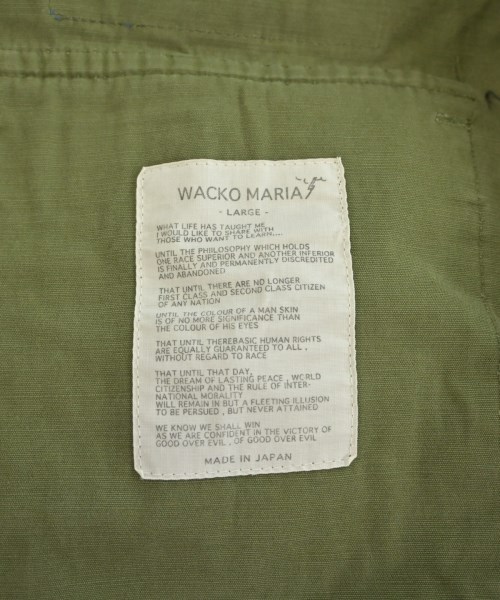 WACKO MARIA
- LARGE -
WHAT LIFE HAS TAUGHT ME
I WOULD LIKE TO SHARE WITH
THOSE WHO WANT TO LEARN....
UNTIL THE PHILOSOPHY WHICH HOLDS
ONE RACE SUPERIOR AND ANOTHER INFERIOR
IS FINALLY AND PERMANENTLY DISCREDITED
AND ABANDONED
THAT UNTIL THERE ARE NO LONGER
FIRST CLASS AND SECOND CLASS CITIZEN
OF ANY NATION
UNTIL THE COLOUR OF A MAN SKIN
IS OF NO MORE SIGNIFICANCE THAN
THE COLOUR OF HIS EYES
THAT UNTIL THEREBASIC HUMAN RIGHTS
ARE EQUALLY GUARANTEED TO ALL ,
WITHOUT REGARD TO RACE
THAT UNTIL THAT DAY,
THE DREAM OF LASTING PEACE , WORLD
CITIZENSHIP AND THE RULE OF INTER-
NATIONAL MORALITY
WILL REMAIN IN BUT A FLEETING ILLUSION
TO BE PERSUED , BUT NEVER ATTAINED
WE KNOW WE SHALL WIN
AS WE ARE CONFIDENT IN THE VICTORY OF
GOOD OVER EVIL , OF GOOD OVER EVIL
MADE IN JAPAN